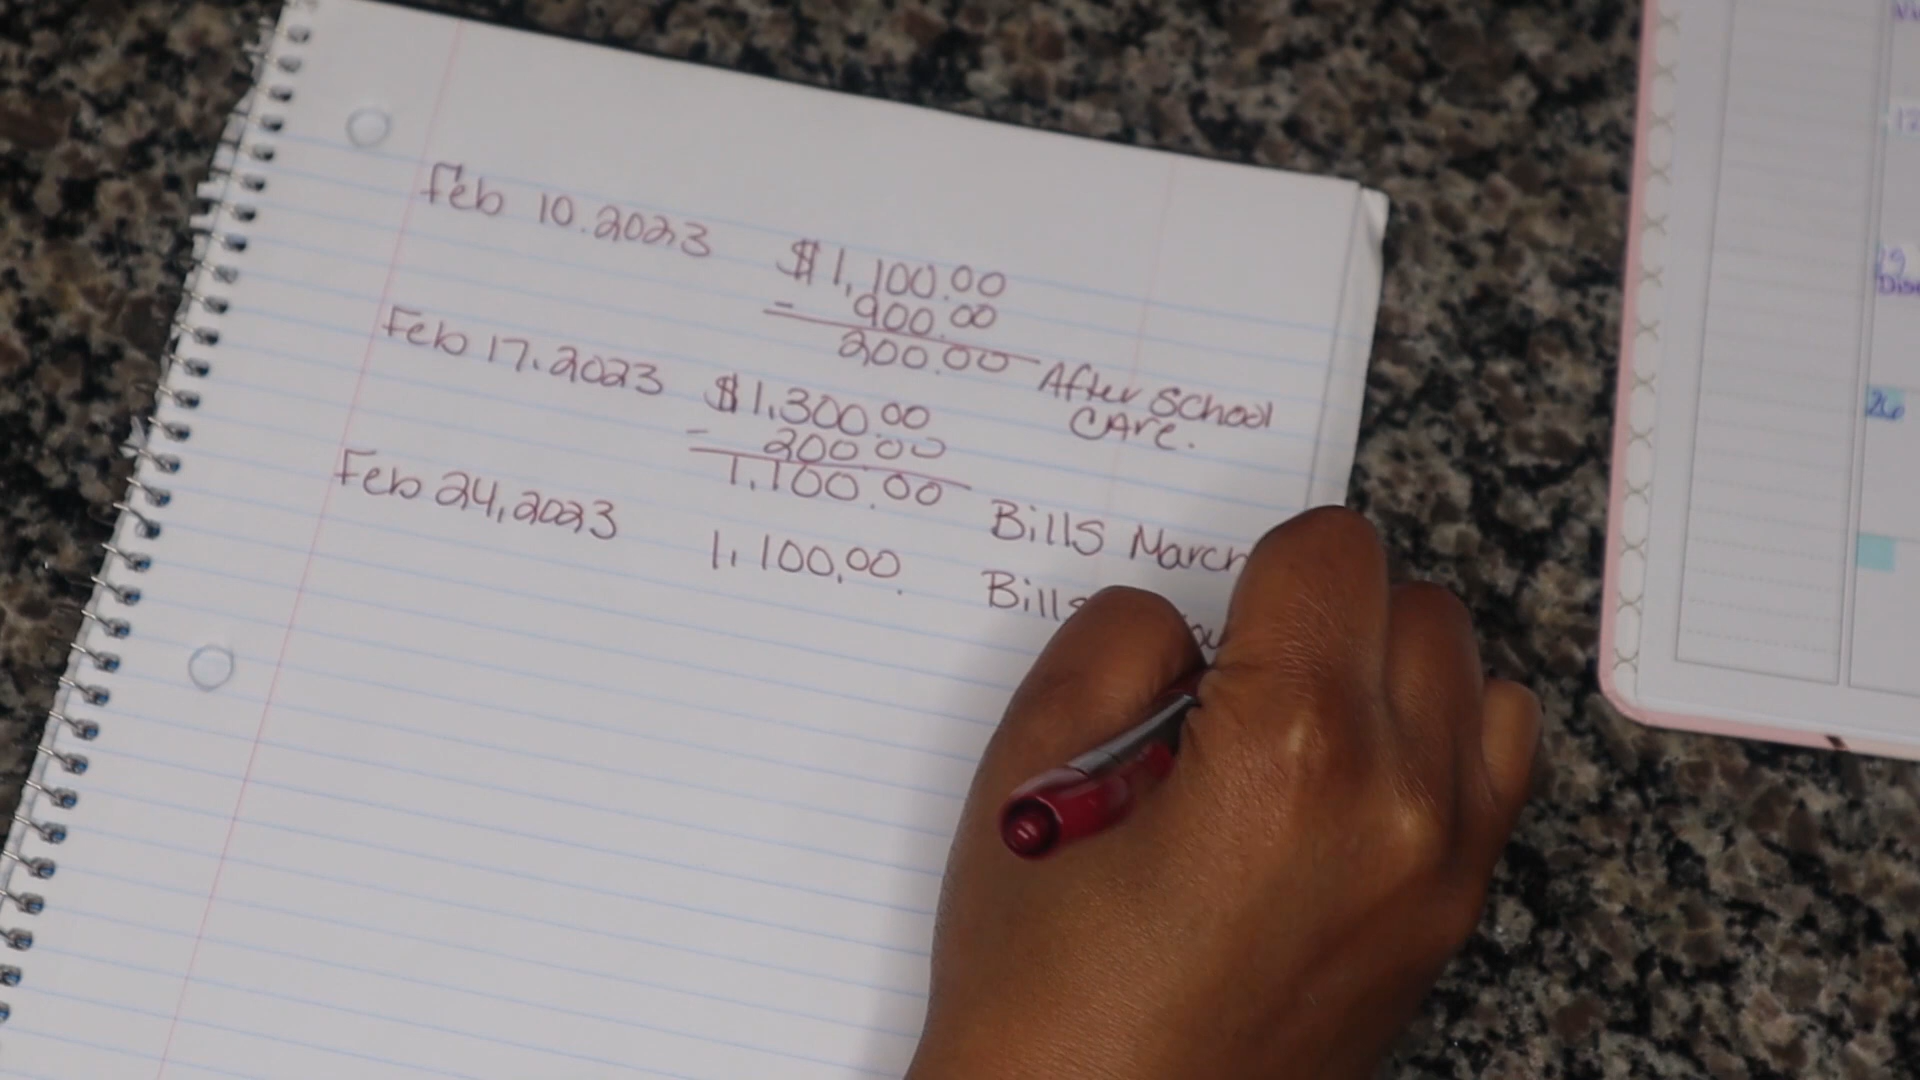 Feb 10.2023
$1,100.00
- 900.00
200.00 After School
Care.
Feb 17.2023
$1,300.00
- 200.00
1,100.00 Bills March
Feb 24,2023
1,100.00. Bills
26